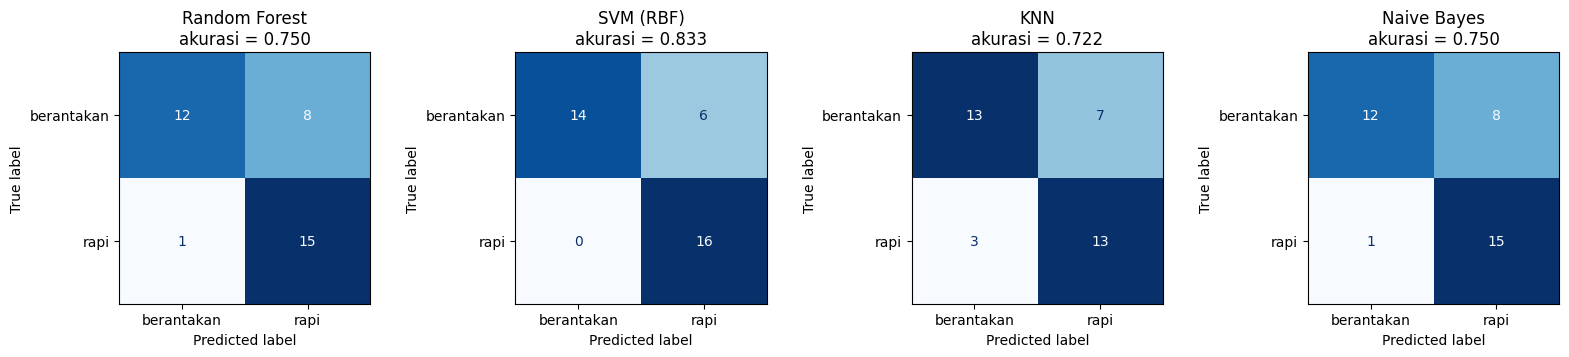 Random Forest
akurasi = 0.750
berantakan
12
8
True label
rapi
1
15
berantakan
rapi
Predicted label
SVM (RBF)
akurasi = 0.833
berantakan
14
6
True label
rapi
0
16
berantakan
rapi
Predicted label
KNN
akurasi = 0.722
berantakan
13
7
True label
rapi
3
13
berantakan
rapi
Predicted label
Naive Bayes
akurasi = 0.750
berantakan
12
8
True label
rapi
1
15
berantakan
rapi
Predicted label